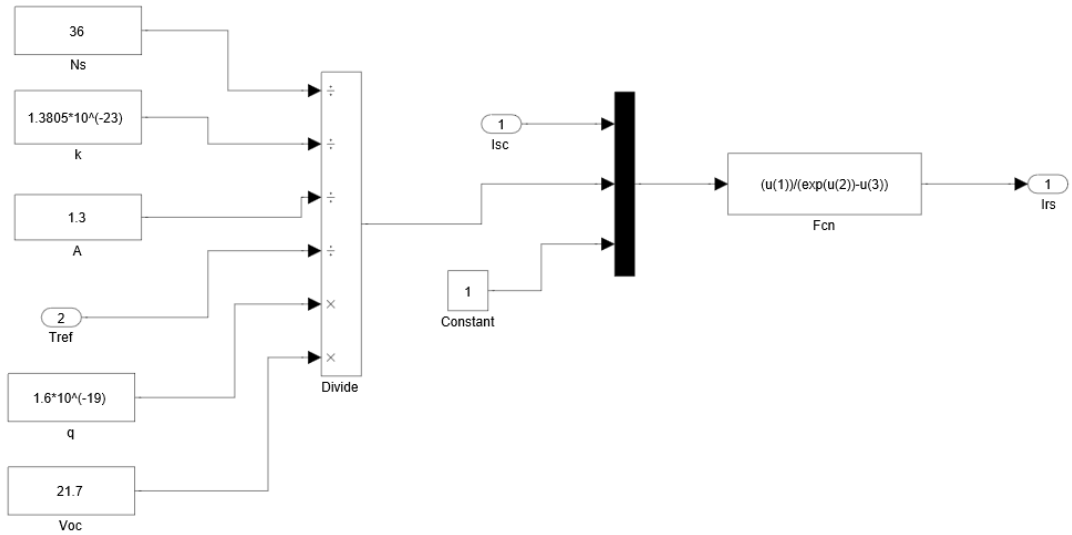 36
Ns
1.3805*10^(-23)
k
1.3
A
2
Tref
1.6*10^(-19)
q
21.7
Voc
÷
÷
÷
÷
×
×
Divide
1
Isc
1
Constant
(u(1))/(exp(u(2))-u(3))
Fcn
1
Irs